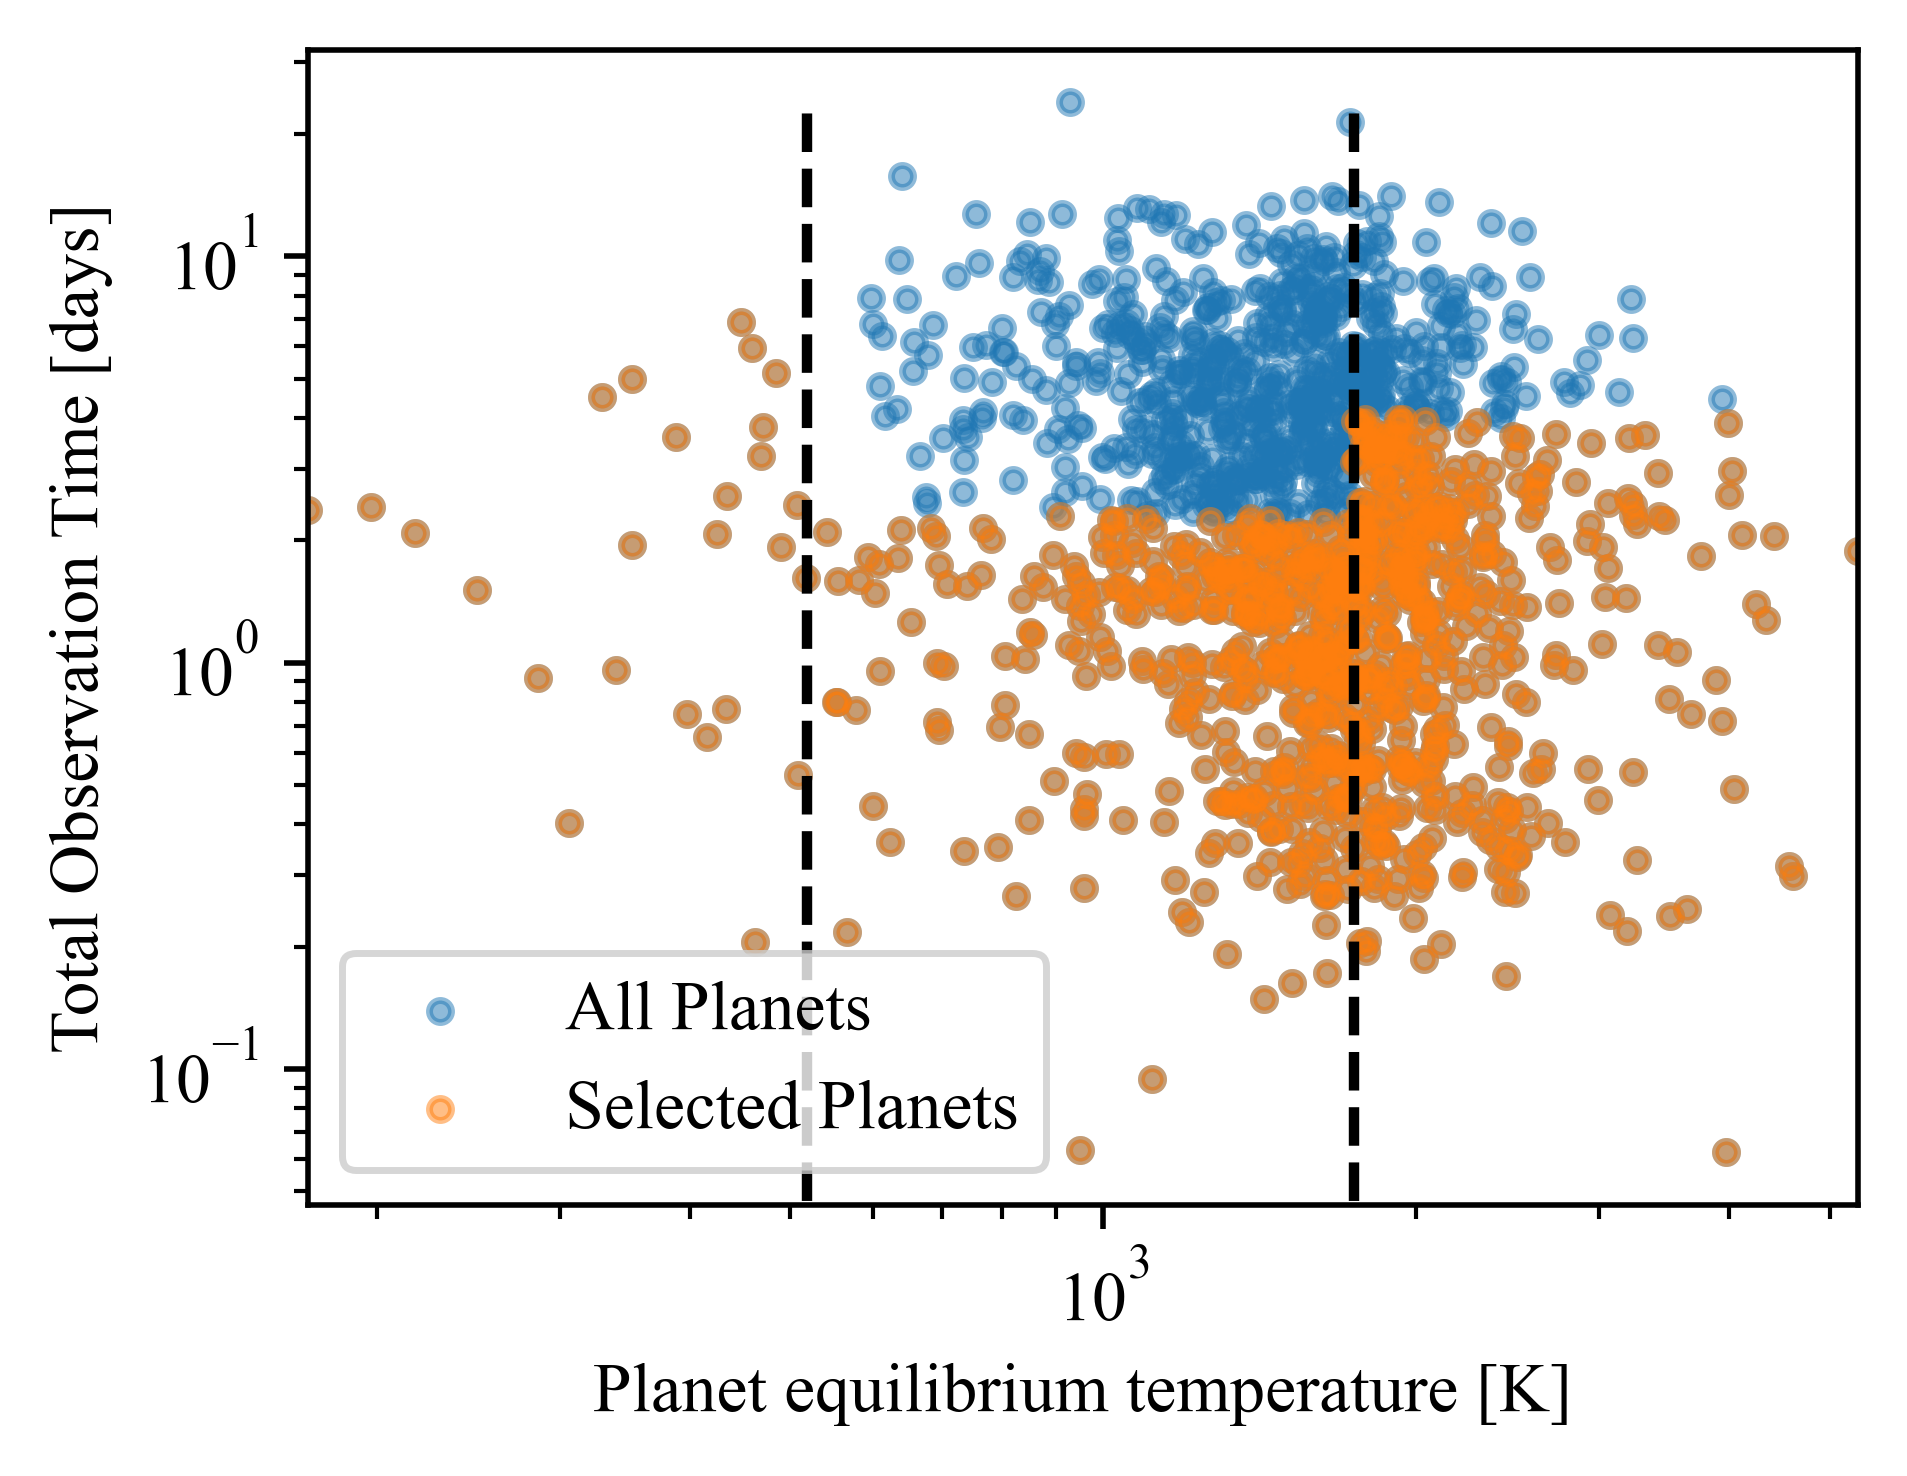 Total Observation Time [days]
10^1
10^0
10^−1
All Planets
Selected Planets
10^3
Planet equilibrium temperature [K]